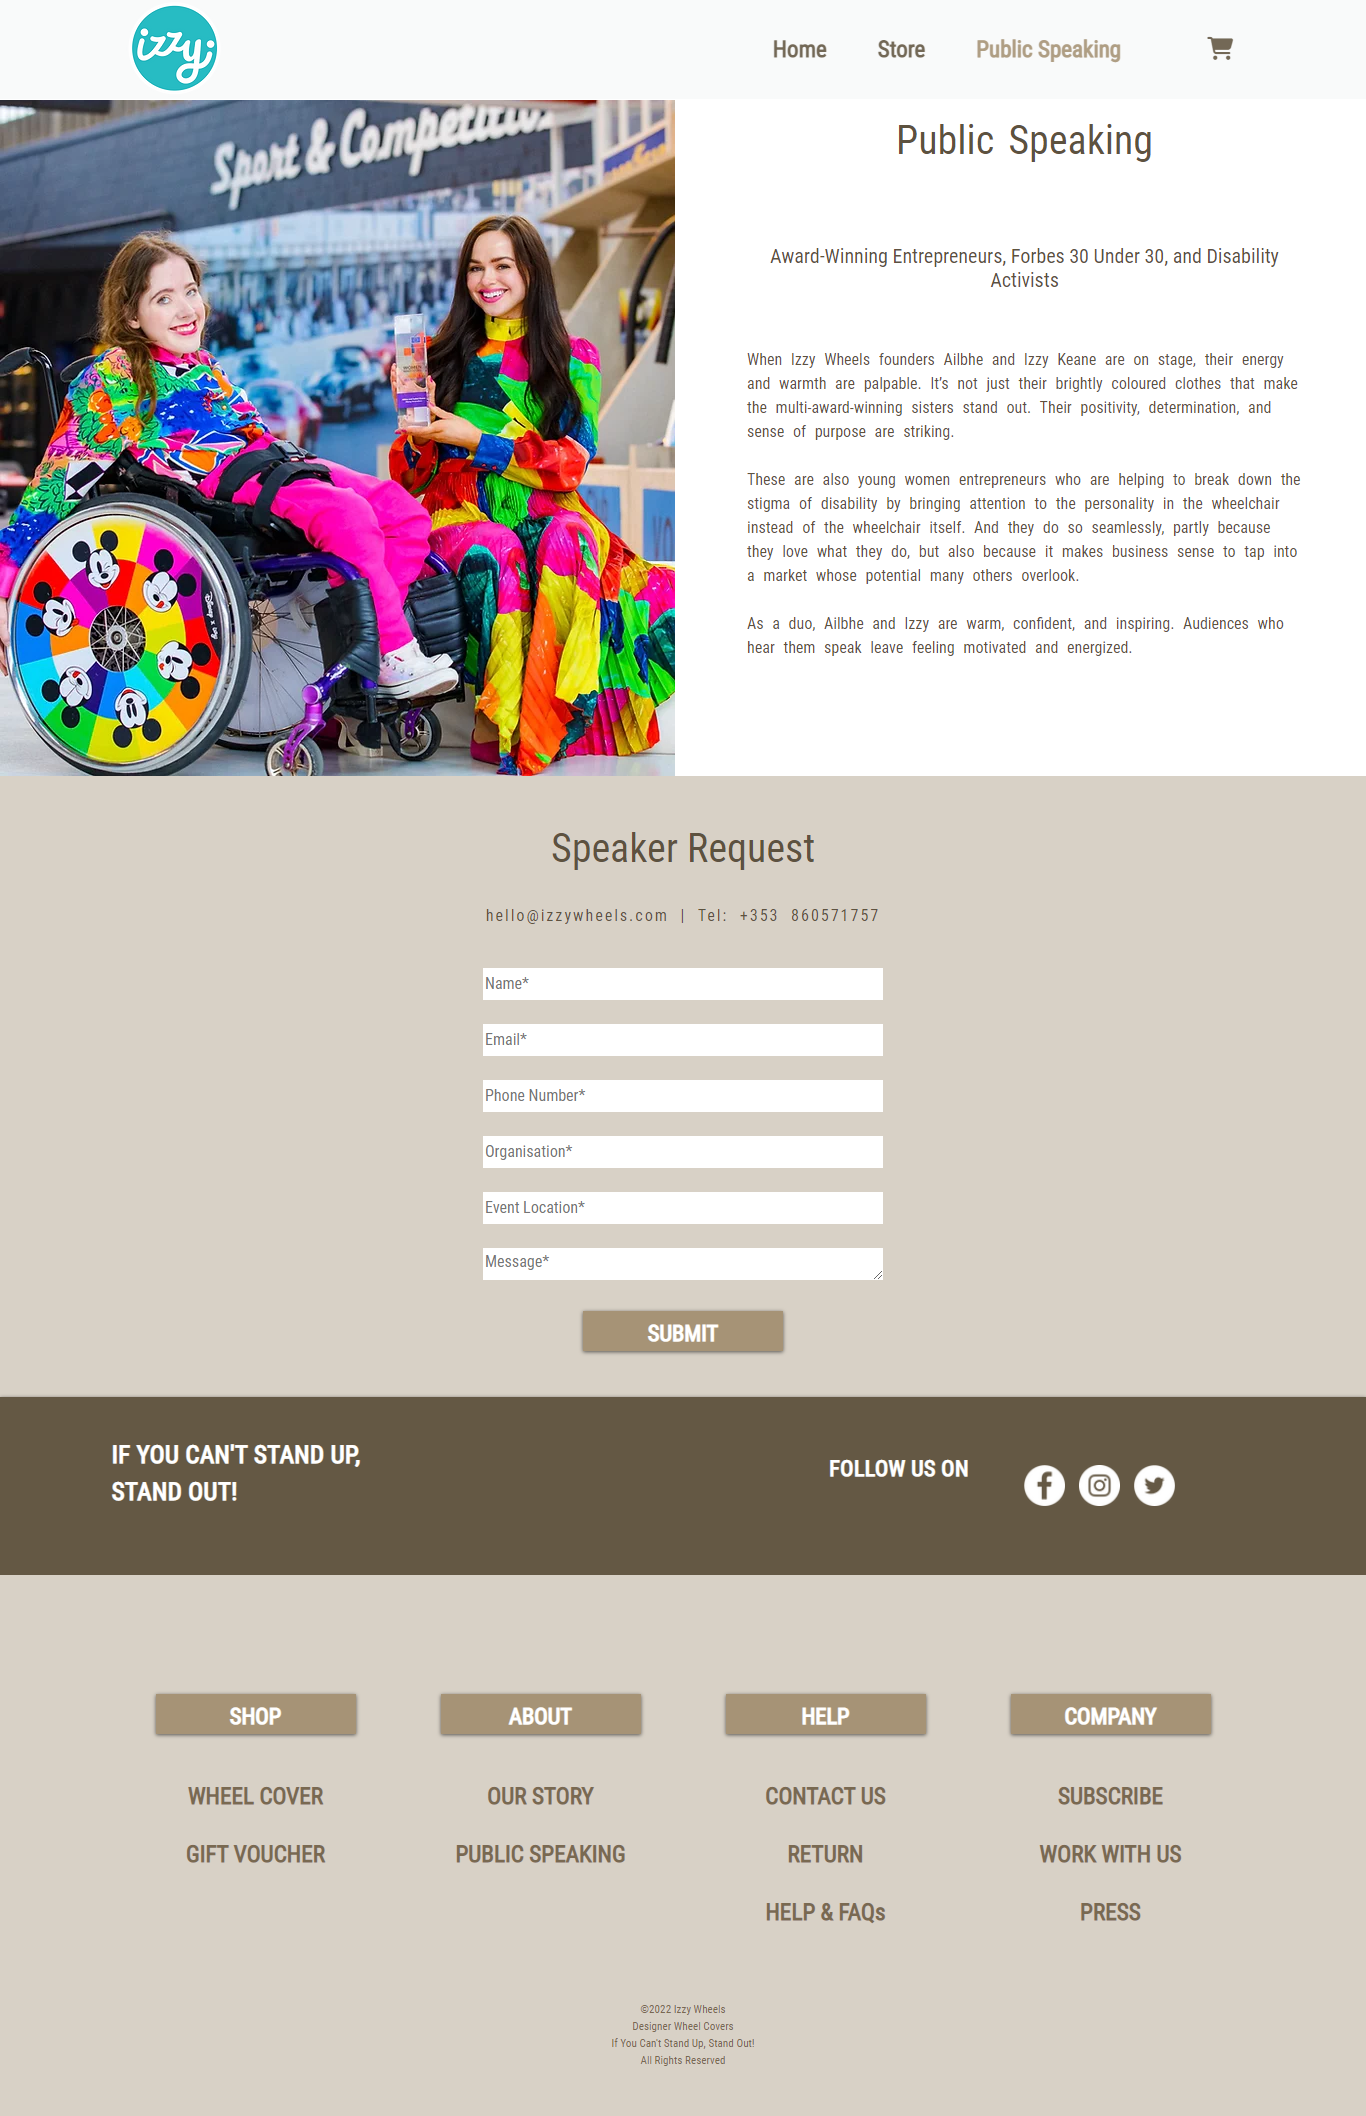 izzy
Home
Store
Public Speaking
Sport & Competition
Public Speaking
Award-Winning Entrepreneurs, Forbes 30 Under 30, and Disability
Activists
When Izzy Wheels founders Ailbhe and Izzy Keane are on stage, their energy
and warmth are palpable. It's not just their brightly coloured clothes that make
the multi-award-winning sisters stand out. Their positivity, determination, and
sense of purpose are striking.
These are also young women entrepreneurs who are helping to break down the
stigma of disability by bringing attention to the personality in the wheelchair
instead of the wheelchair itself. And they do so seamlessly, partly because
they love what they do, but also because it makes business sense to tap into
a market whose potential many others overlook.
As a duo, Ailbhe and Izzy are warm, confident, and inspiring. Audiences who
hear them speak leave feeling motivated and energized.
Speaker Request
hello@izzywheels.com | Tel: +353 860571757
Name*
Email*
Phone Number*
Organisation*
Event Location*
Message*
SUBMIT
IF YOU CAN'T STAND UP,
STAND OUT!
FOLLOW US ON
SHOP
ABOUT
HELP
COMPANY
WHEEL COVER
OUR STORY
CONTACT US
SUBSCRIBE
GIFT VOUCHER
PUBLIC SPEAKING
RETURN
WORK WITH US
HELP & FAQs
PRESS
©2022 Izzy Wheels
Designer Wheel Covers
If You Can't Stand Up, Stand Out!
All Rights Reserved